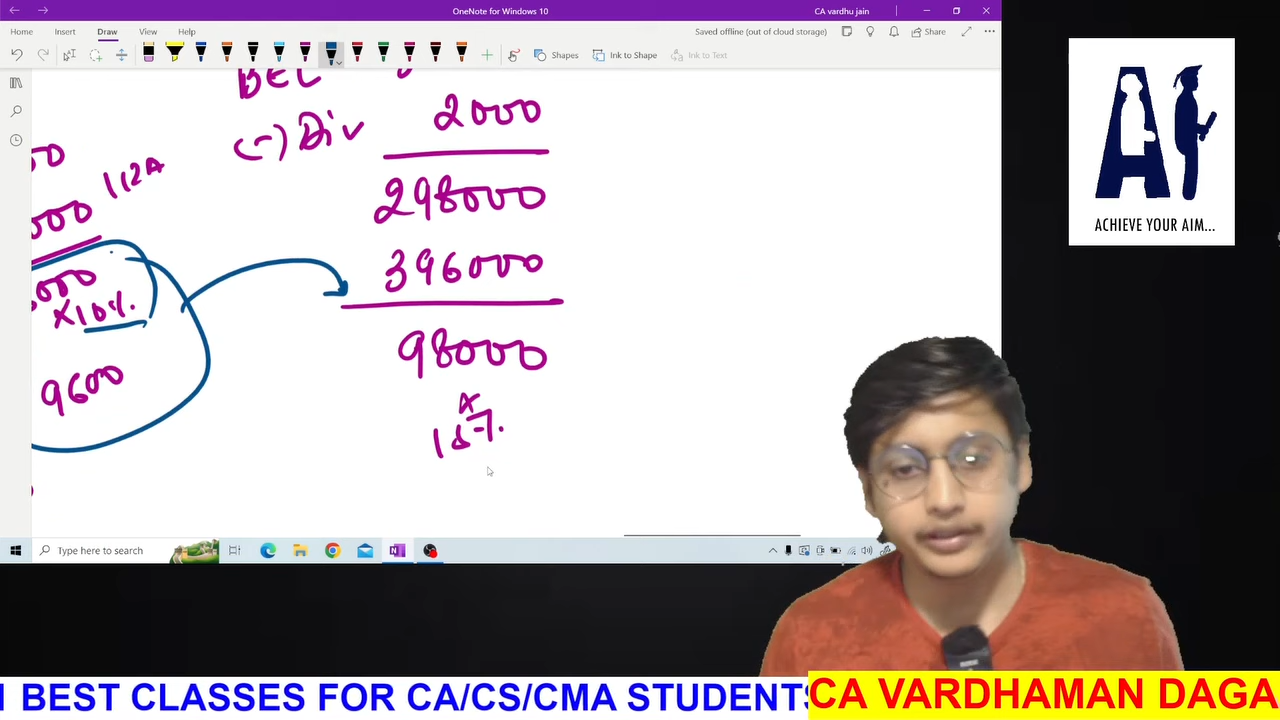 OneNote for Windows 10
CA vardhu jain
Home Insert Draw View Help
Saved offline (out of cloud storage)
Share
Shapes
Ink to Shape
Ink to Text
BEL
2000
(-) Div
112A
298000
396000
×10%
98000
9600
×
15%
ACHIEVE YOUR AIM...
Type here to search
BEST CLASSES FOR CA/CS/CMA STUDENTS
CA VARDHAMAN DAGA